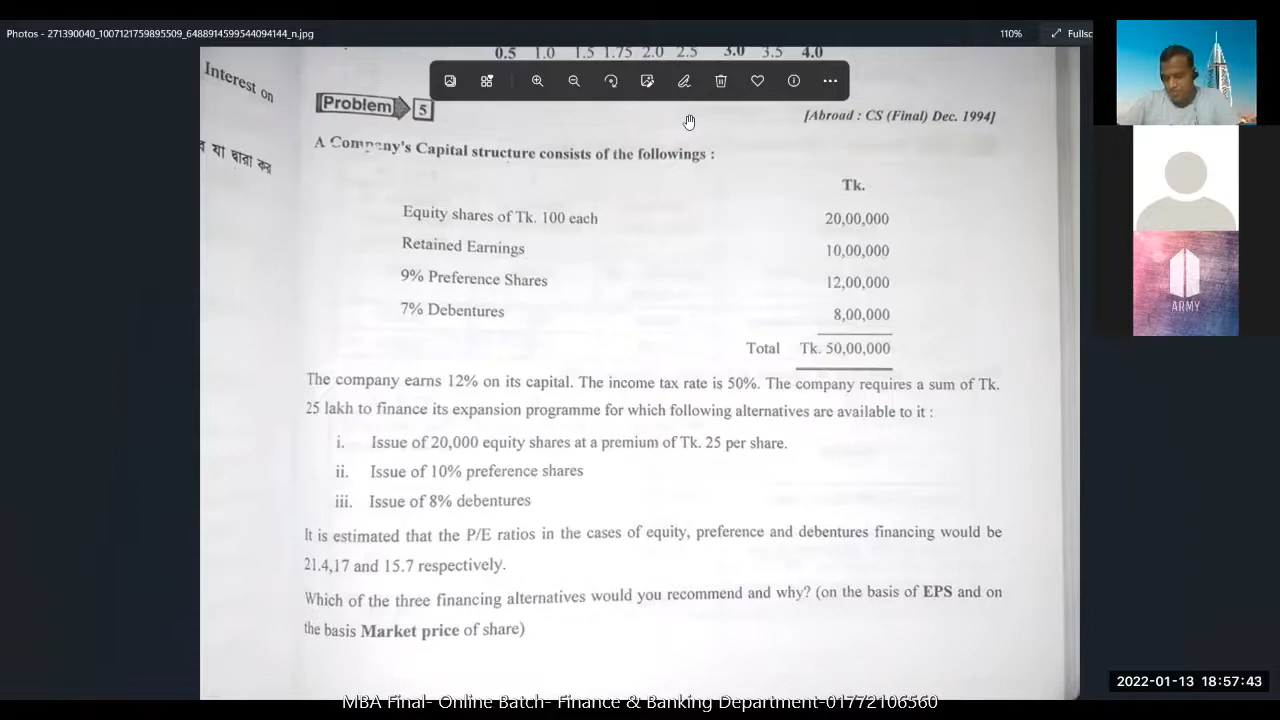 Photos - 271390040_1007121759895509_6488914599544094144_n.jpg
110%
Fullsc
0.5 1.0 1.5 1.75 2.0 2.5 3.0 3.5 4.0
Interest on
যা দ্বারা কর
Problem 5
[Abroad : CS (Final) Dec. 1994]
A Company's Capital structure consists of the followings :
Tk.
Equity shares of Tk. 100 each 20,00,000
Retained Earnings 10,00,000
9% Preference Shares 12,00,000
7% Debentures 8,00,000
Total Tk. 50,00,000
The company earns 12% on its capital. The income tax rate is 50%. The company requires a sum of Tk.
25 lakh to finance its expansion programme for which following alternatives are available to it :
i. Issue of 20,000 equity shares at a premium of Tk. 25 per share.
ii. Issue of 10% preference shares
iii. Issue of 8% debentures
It is estimated that the P/E ratios in the cases of equity, preference and debentures financing would be
21.4,17 and 15.7 respectively.
Which of the three financing alternatives would you recommend and why? (on the basis of EPS and on
the basis Market price of share)
ARMY
2022-01-13 18:57:43
MBA Final- Online Batch- Finance & Banking Department-01772106560